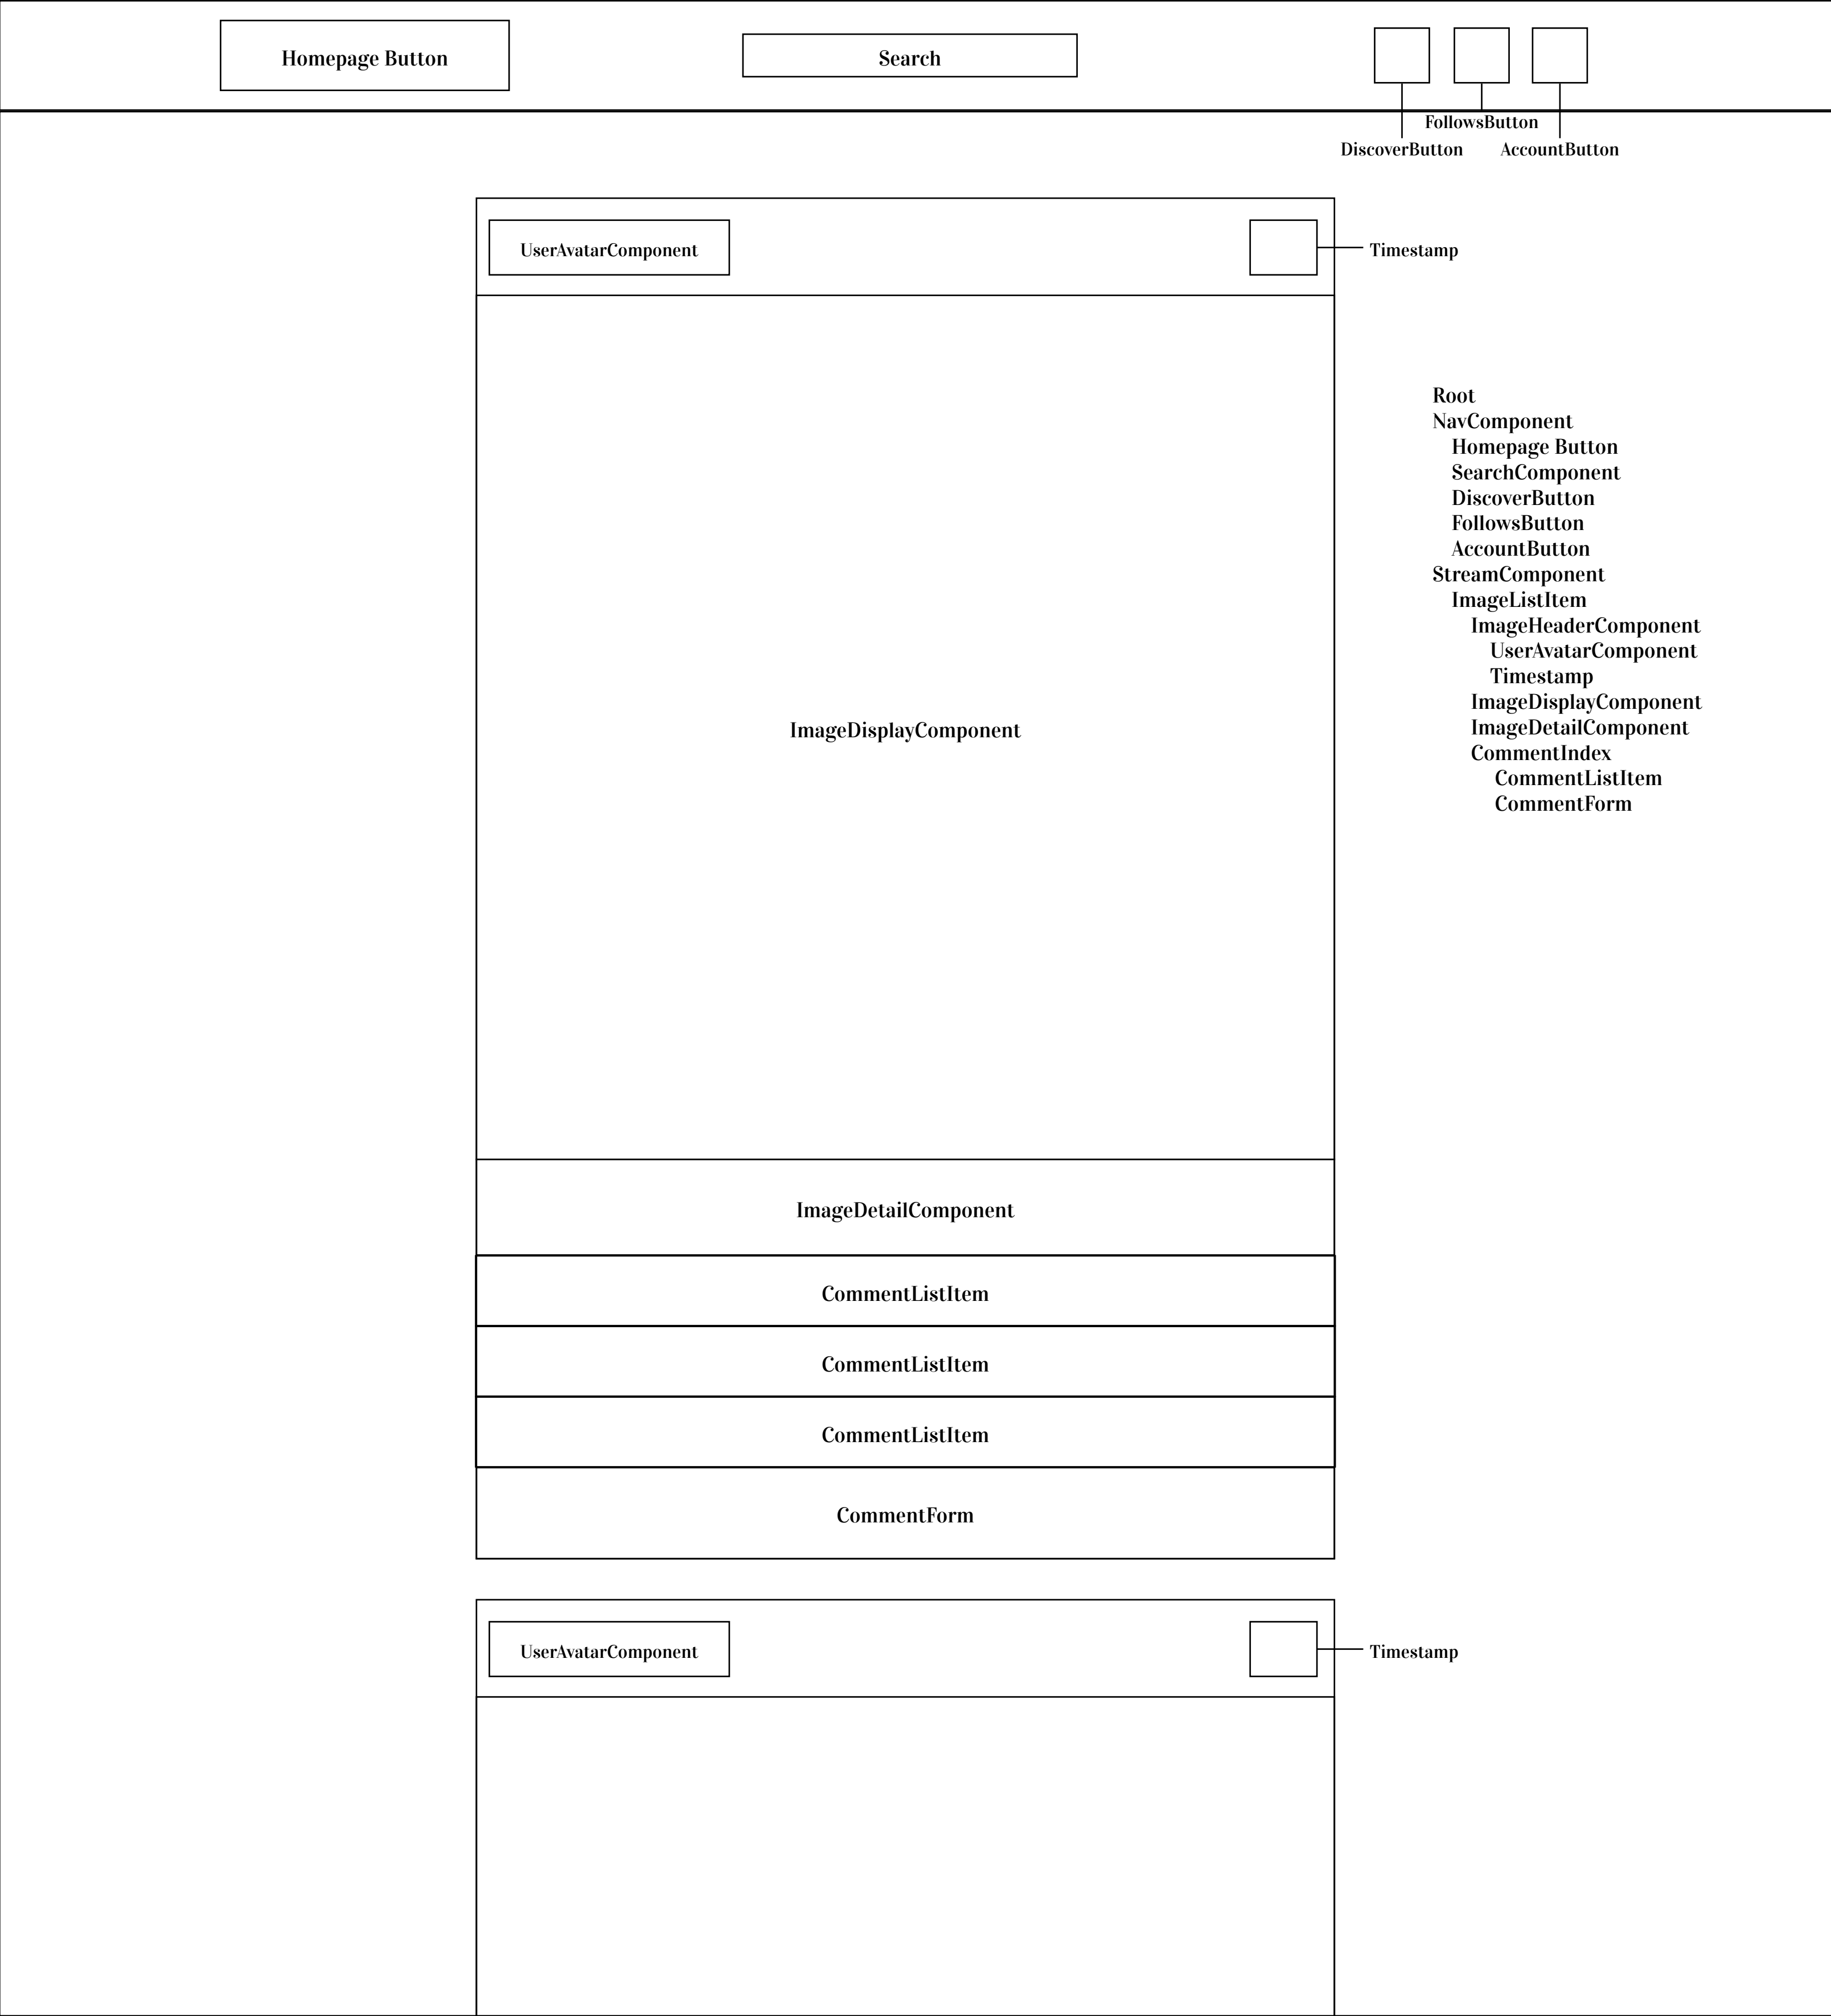 Homepage Button
Search
FollowsButton
DiscoverButton
AccountButton
UserAvatarComponent
Timestamp
ImageDisplayComponent
Root
NavComponent
Homepage Button
SearchComponent
DiscoverButton
FollowsButton
AccountButton
StreamComponent
ImageListItem
ImageHeaderComponent
UserAvatarComponent
Timestamp
ImageDisplayComponent
ImageDetailComponent
CommentIndex
CommentListItem
CommentForm
ImageDetailComponent
CommentListItem
CommentListItem
CommentListItem
CommentForm
UserAvatarComponent
Timestamp